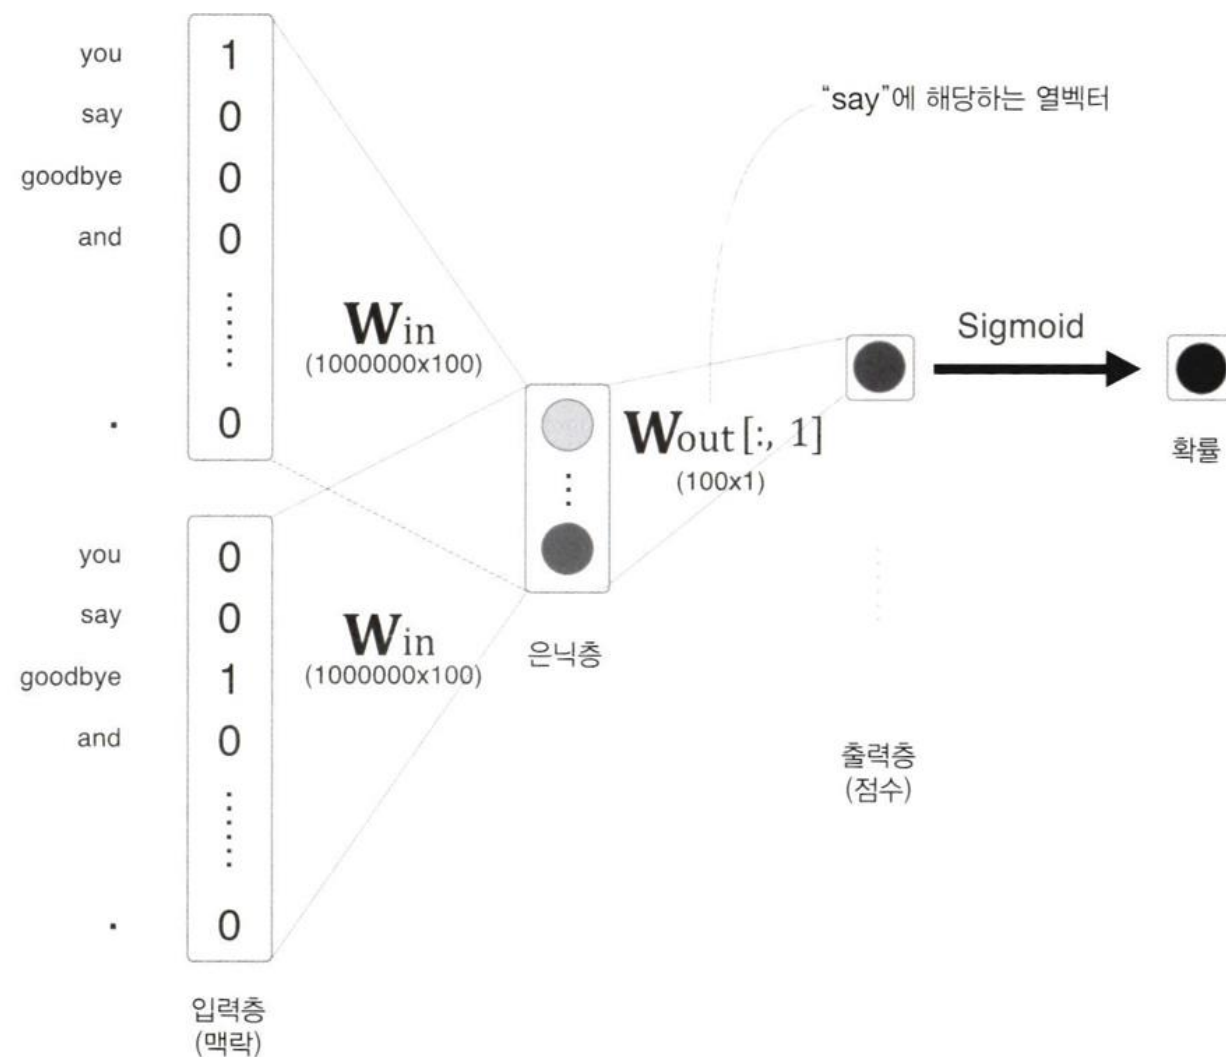 you 1
say 0
goodbye 0
and 0
Win
(1000000x100)
. 0
you 0
say 0
goodbye 1
and 0
Win
(1000000x100)
. 0
입력층
(맥락)
은닉층
"say"에 해당하는 열벡터
Wout[:, 1]
(100x1)
출력층
(점수)
Sigmoid
확률